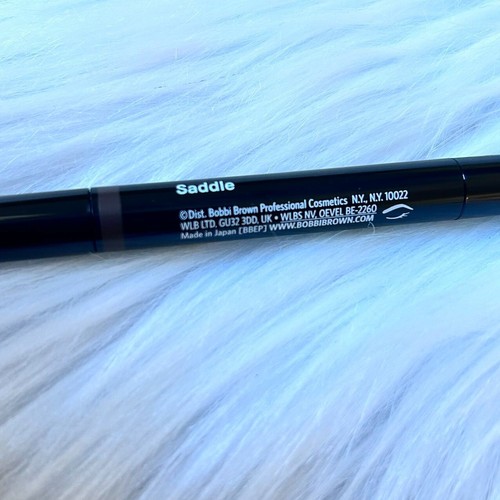 Saddle
©Dist. Bobbi Brown Professional Cosmetics N.Y., N.Y. 10022
WLB LTD, GU32 3DD, UK • WLBS NV, OEVEL BE-2260
Made in Japan [BBEP] WWW.BOBBIBROWN.COM